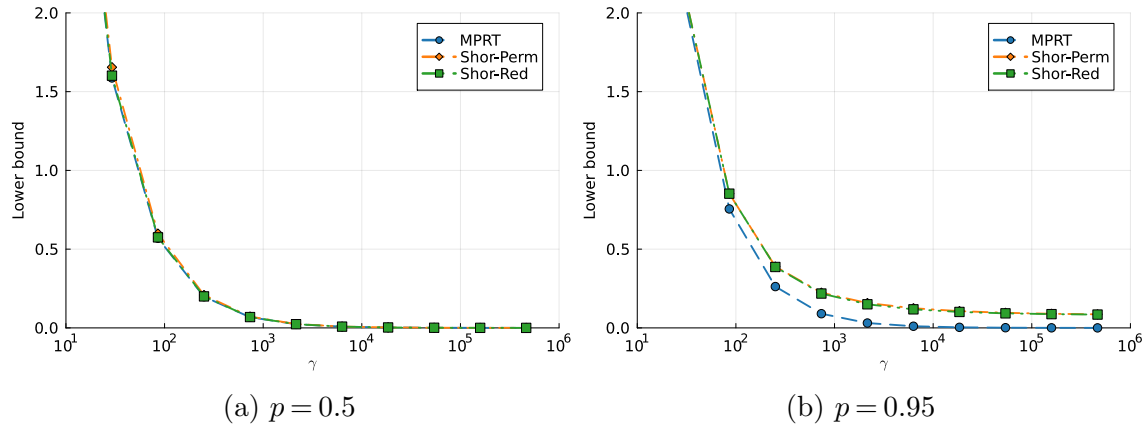 2.0
1.5
1.0
0.5
0.0
Lower bound
10^1
10^2
10^3
10^4
10^5
10^6
γ
MPRT
Shor-Perm
Shor-Red
(a) p = 0.5
2.0
1.5
1.0
0.5
0.0
Lower bound
10^1
10^2
10^3
10^4
10^5
10^6
γ
MPRT
Shor-Perm
Shor-Red
(b) p = 0.95